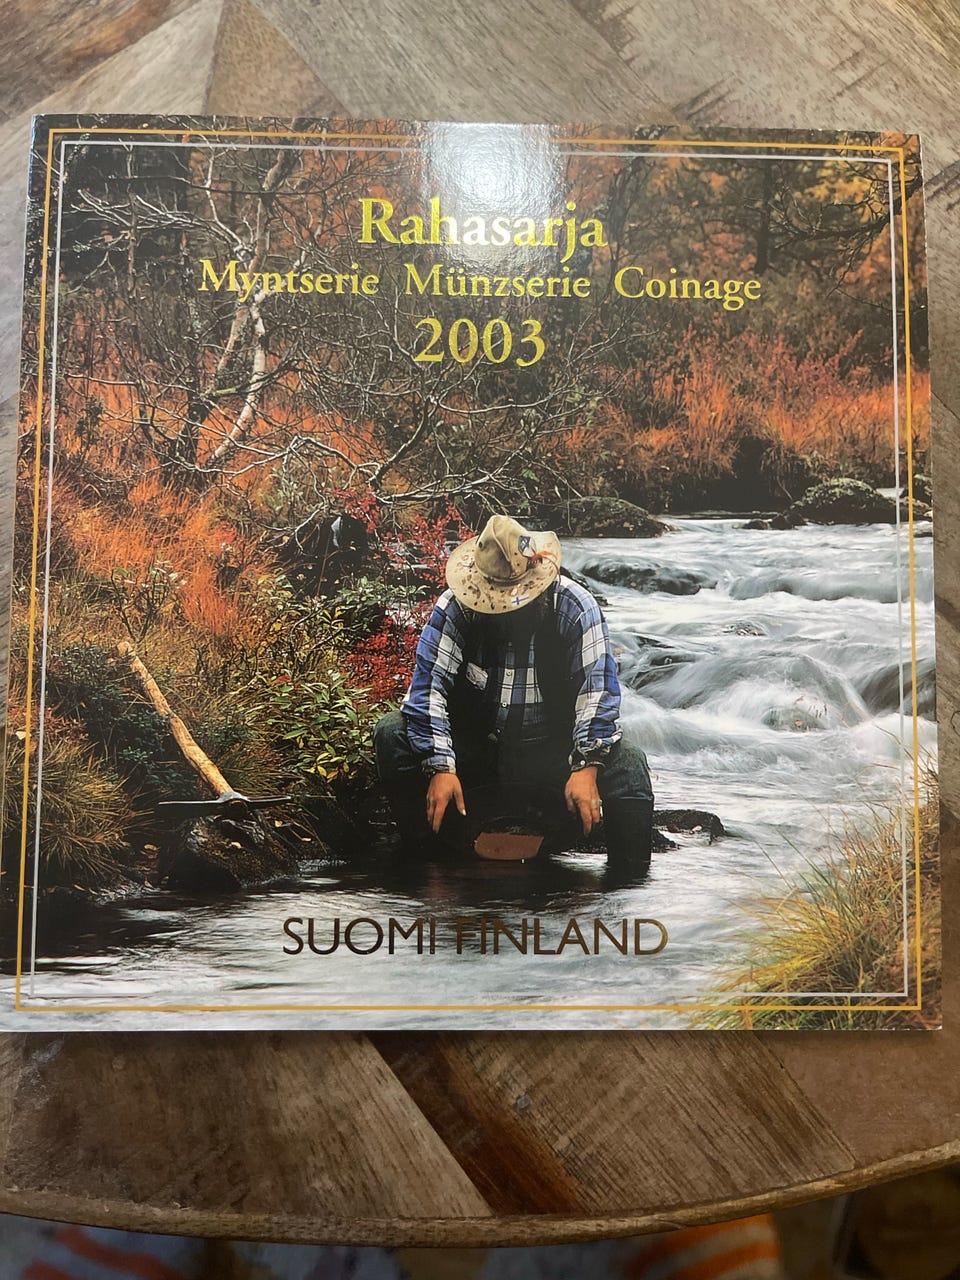 Rahasarja
Myntserie Münzserie Coinage
2003
SUOMI FINLAND